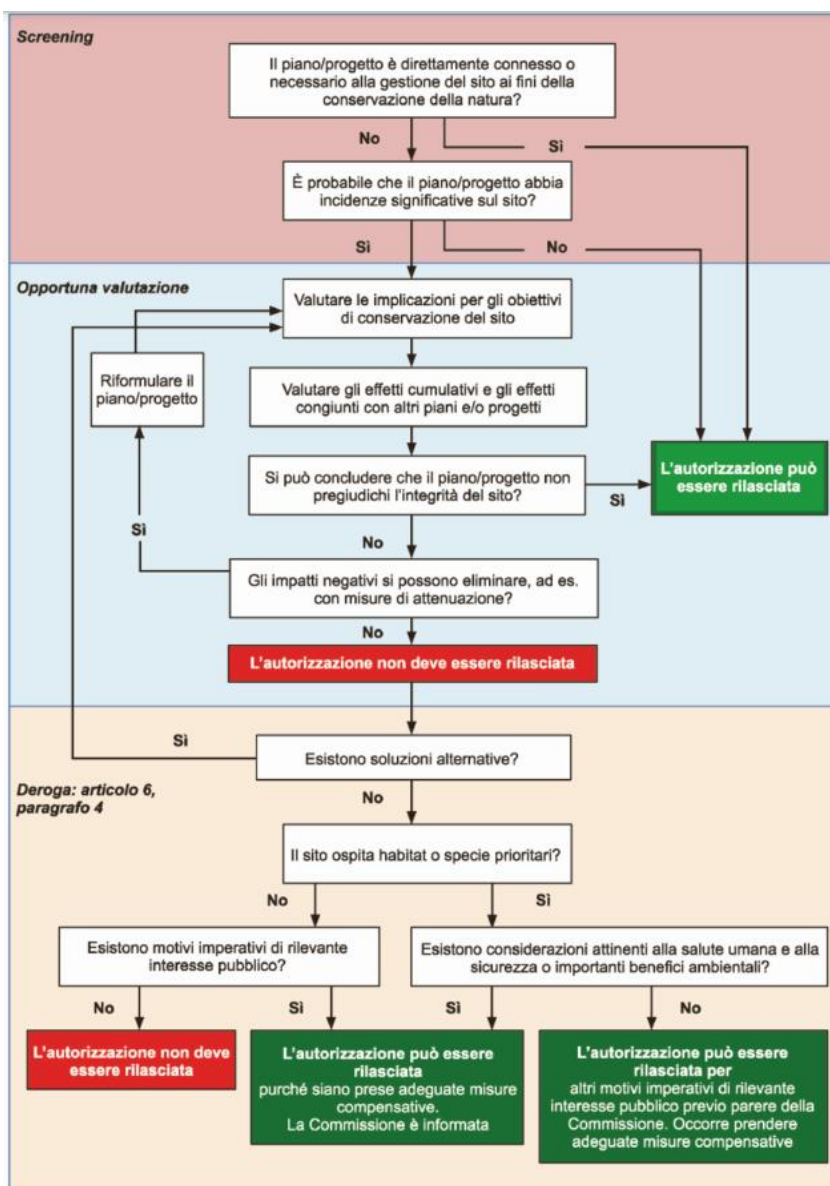 Screening
Il piano/progetto è direttamente connesso o
necessario alla gestione del sito ai fini della
conservazione della natura?
No
Sì
È probabile che il piano/progetto abbia
incidenze significative sul sito?
Sì
No
Opportuna valutazione
Valutare le implicazioni per gli obiettivi
di conservazione del sito
Riformulare il
piano/progetto
Valutare gli effetti cumulativi e gli effetti
congiunti con altri piani e/o progetti
L'autorizzazione può
essere rilasciata
Si può concludere che il piano/progetto non
pregiudichi l'integrità del sito?
Sì
Sì
No
Gli impatti negativi si possono eliminare, ad es.
con misure di attenuazione?
No
L'autorizzazione non deve essere rilasciata
Sì
Esistono soluzioni alternative?
Deroga: articolo 6,
paragrafo 4
No
Il sito ospita habitat o specie prioritari?
No
Sì
Esistono motivi imperativi di rilevante
interesse pubblico?
Esistono considerazioni attinenti alla salute umana e alla
sicurezza o importanti benefici ambientali?
No
Sì
Sì
No
L'autorizzazione non deve
essere rilasciata
L'autorizzazione può essere
rilasciata
purché siano prese adeguate misure
compensative.
La Commissione è informata
L'autorizzazione può essere
rilasciata per
altri motivi imperativi di rilevante
interesse pubblico previo parere della
Commissione. Occorre prendere
adeguate misure compensative